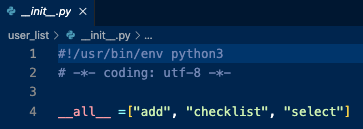 __init__.py ×
user_list > __init__.py > ...
1 #!/usr/bin/env python3
2 # -*- coding: utf-8 -*-
3
4 __all__ =["add", "checklist", "select"]